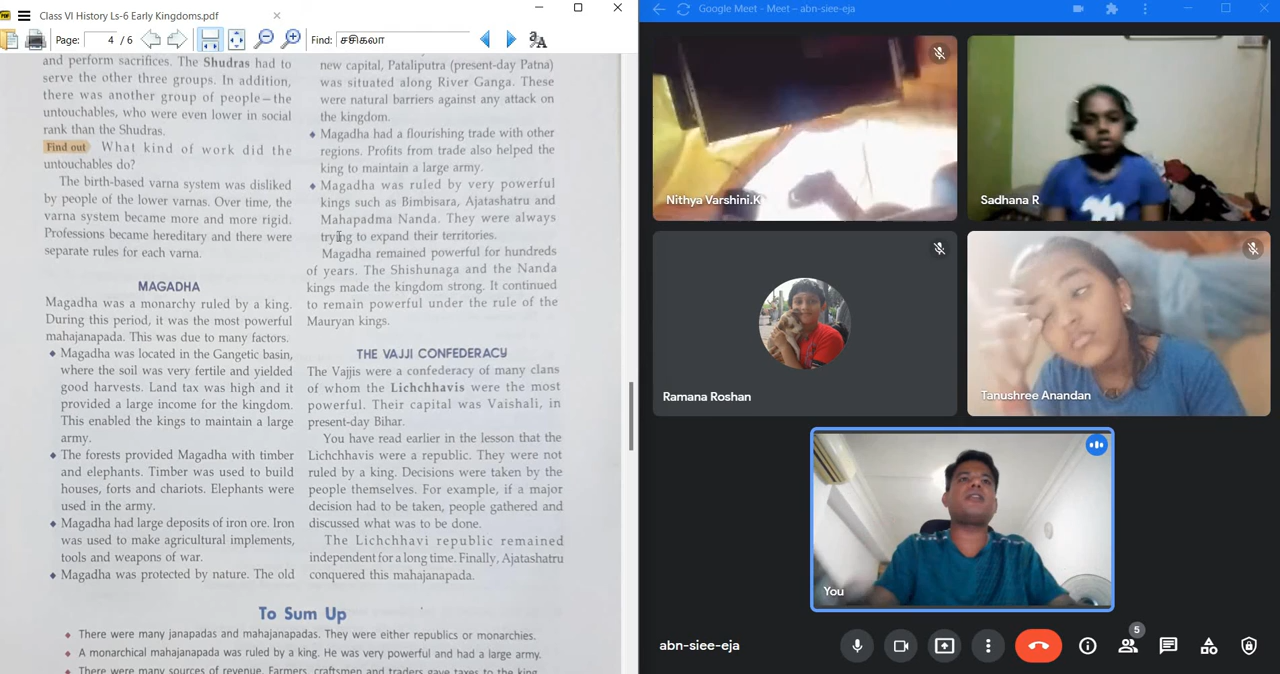 Class VI History Ls-6 Early Kingdoms.pdf
Page: 4 / 6
Find:
and perform sacrifices. The Shudras had to
serve the other three groups. In addition,
there was another group of people – the
untouchables, who were even lower in social
rank than the Shudras.
Find out What kind of work did the
untouchables do?
The birth-based varna system was disliked
by people of the lower varnas. Over time, the
varna system became more and more rigid.
Professions became hereditary and there were
separate rules for each varna.
MAGADHA
Magadha was a monarchy ruled by a king.
During this period, it was the most powerful
mahajanapada. This was due to many factors.
Magadha was located in the Gangetic basin,
where the soil was very fertile and yielded
good harvests. Land tax was high and it
provided a large income for the kingdom.
This enabled the kings to maintain a large
army.
The forests provided Magadha with timber
and elephants. Timber was used to build
houses, forts and chariots. Elephants were
used in the army.
Magadha had large deposits of iron ore. Iron
was used to make agricultural implements,
tools and weapons of war.
Magadha was protected by nature. The old
new capital, Pataliputra (present-day Patna)
was situated along River Ganga. These
were natural barriers against any attack on
the kingdom.
Magadha had a flourishing trade with other
regions. Profits from trade also helped the
king to maintain a large army.
Magadha was ruled by very powerful
kings such as Bimbisara, Ajatashatru and
Mahapadma Nanda. They were always
trying to expand their territories.
Magadha remained powerful for hundreds
of years. The Shishunaga and the Nanda
kings made the kingdom strong. It continued
to remain powerful under the rule of the
Mauryan kings.
THE VAJJI CONFEDERACY
The Vajjis were a confederacy of many clans
of whom the Lichchhavis were the most
powerful. Their capital was Vaishali, in
present-day Bihar.
You have read earlier in the lesson that the
Lichchhavis were a republic. They were not
ruled by a king. Decisions were taken by the
people themselves. For example, if a major
decision had to be taken, people gathered and
discussed what was to be done.
The Lichchhavi republic remained
independent for a long time. Finally, Ajatashatru
conquered this mahajanapada.
To Sum Up
There were many janapadas and mahajanapadas. They were either republics or monarchies.
A monarchical mahajanapada was ruled by a king. He was very powerful and had a large army.
There were many sources of revenue. Farmers, craftsmen and traders gave taxes to the king.
Google Meet - Meet – abn-siee-eja
Nithya Varshini.K
Sadhana R
Ramana Roshan
Tanushree Anandan
You
abn-siee-eja
5